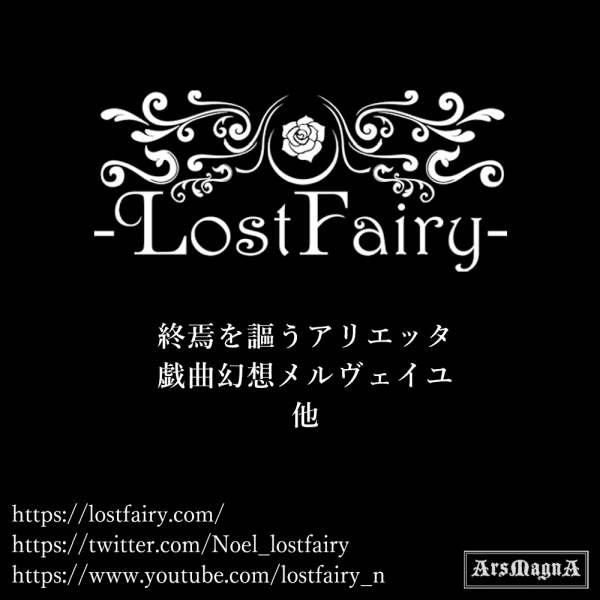 -LostFairy-
終焉を謳うアリエッタ
戯曲幻想メルヴェイユ
他
https://lostfairy.com/
https://twitter.com/Noel_lostfairy
https://www.youtube.com/lostfairy_n
ArsMagnA